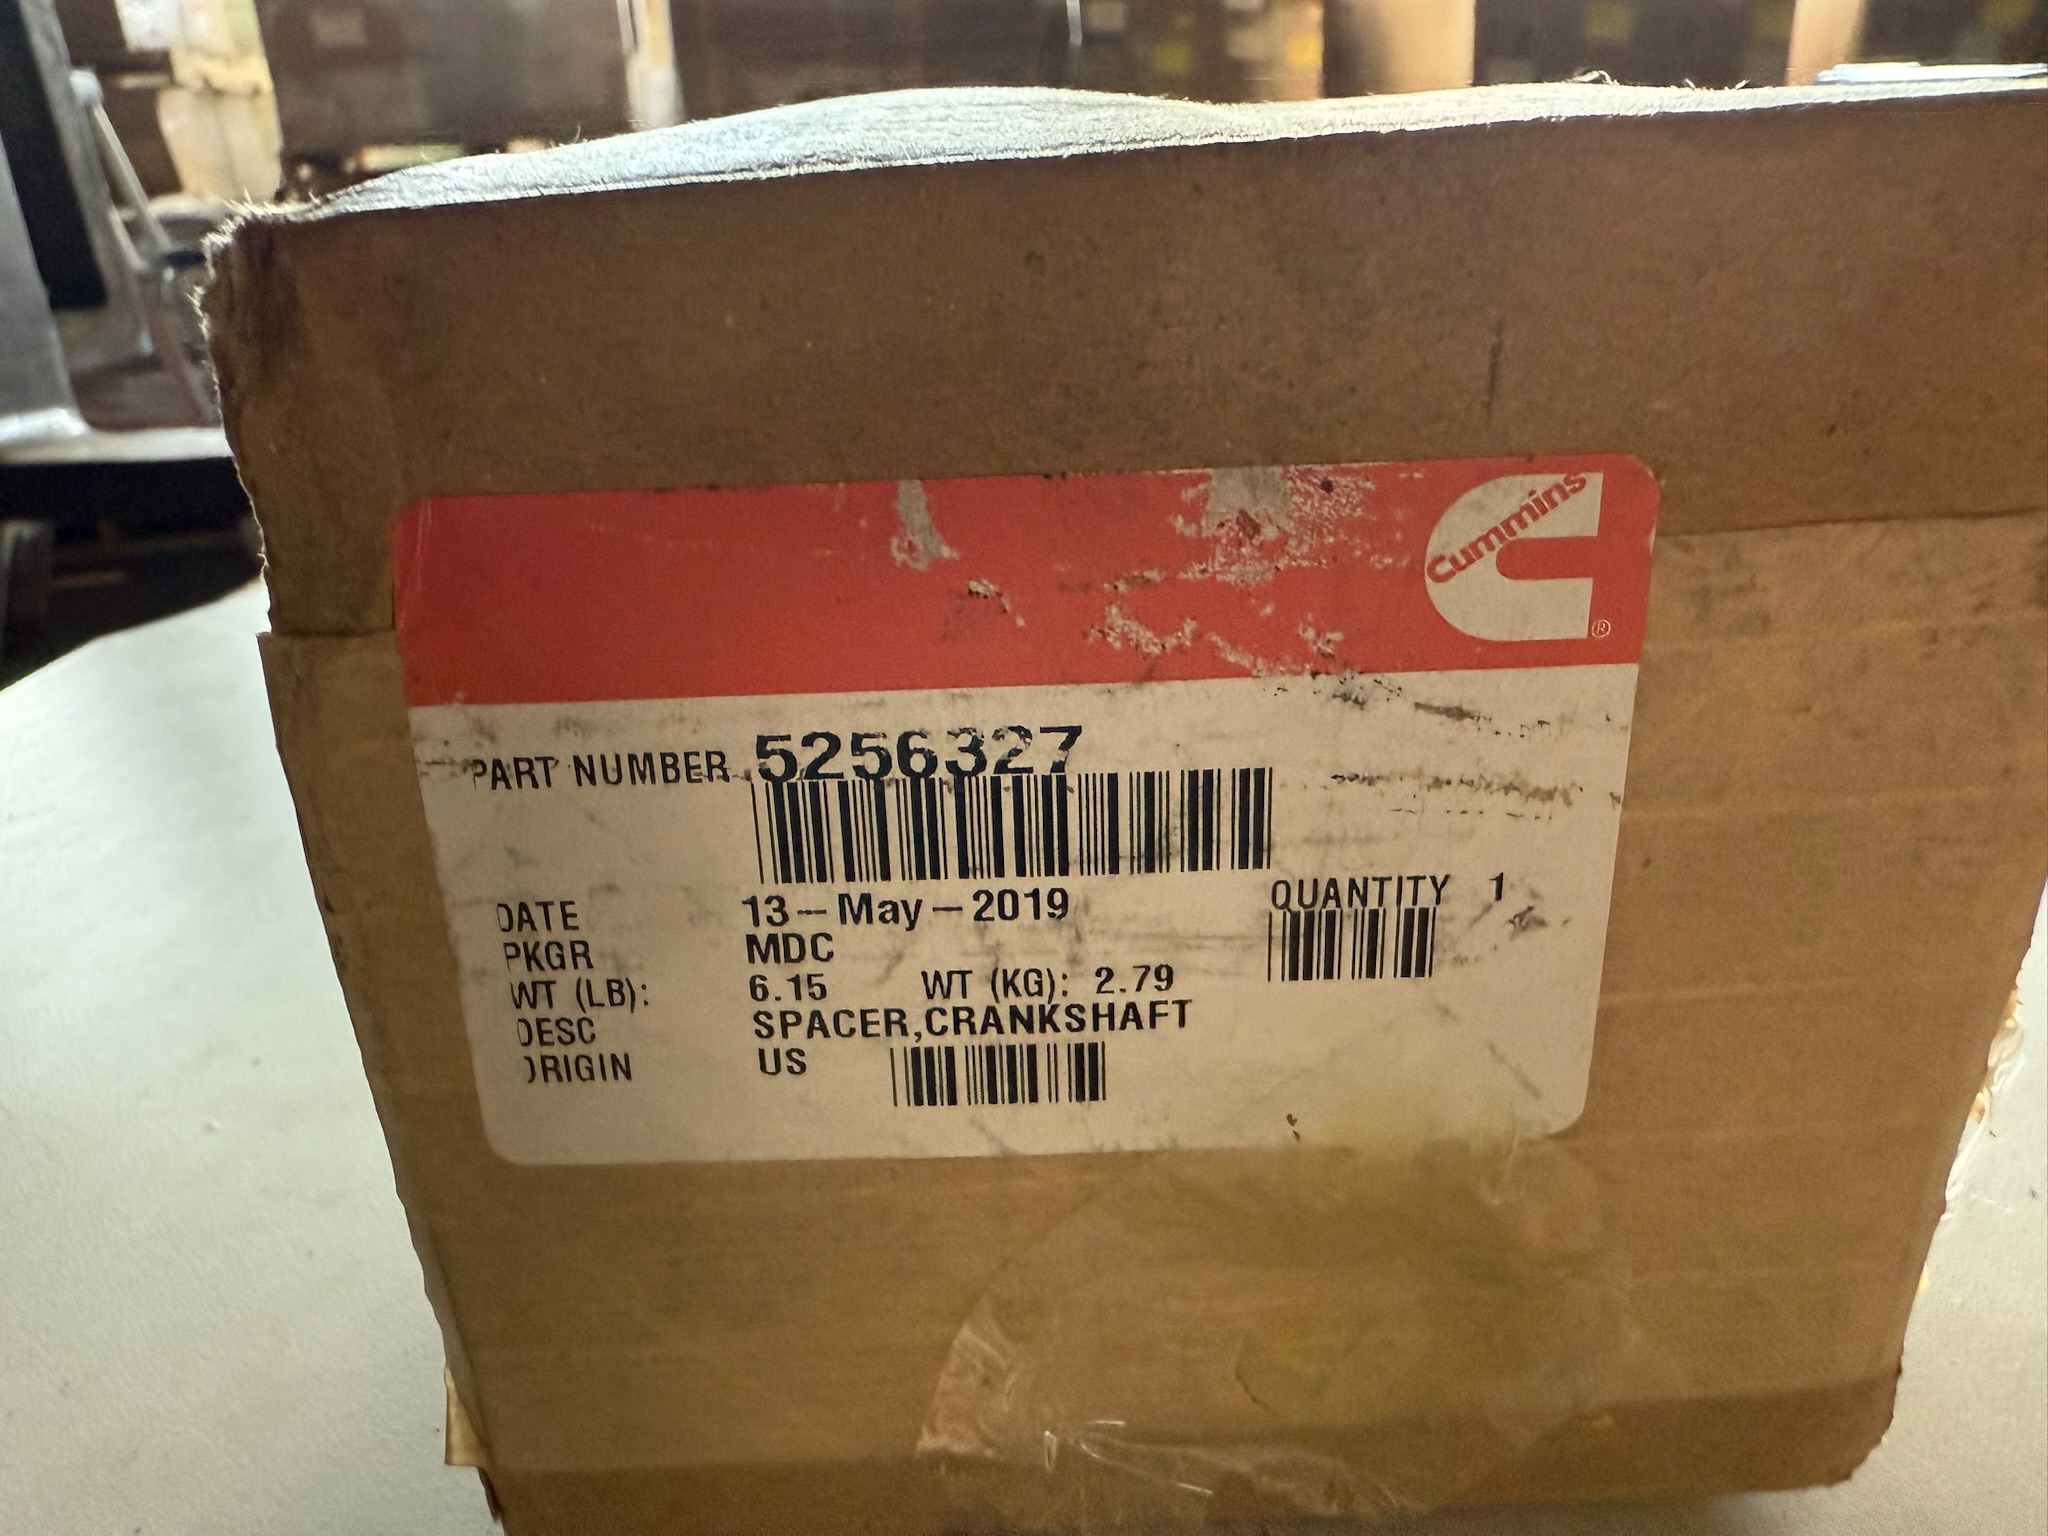 Cummins
®
PART NUMBER 5256327
DATE 13-May-2019 QUANTITY 1
PKGR MDC
WT (LB): 6.15 WT (KG): 2.79
DESC SPACER,CRANKSHAFT
ORIGIN US